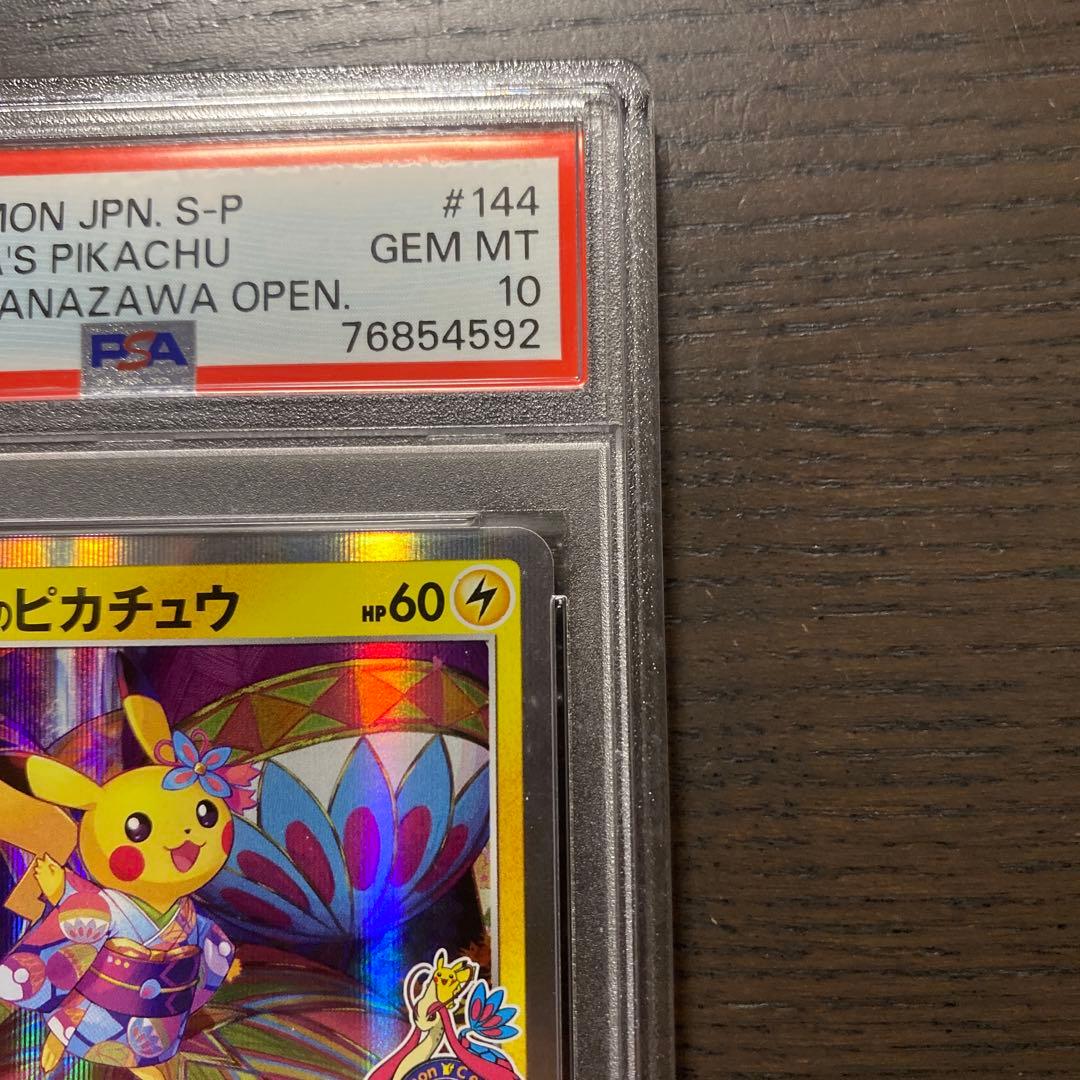 MON JPN. S-P #144
A'S PIKACHU GEM MT
ANAZAWA OPEN. 10
PSA 76854592
のピカチュウ HP60